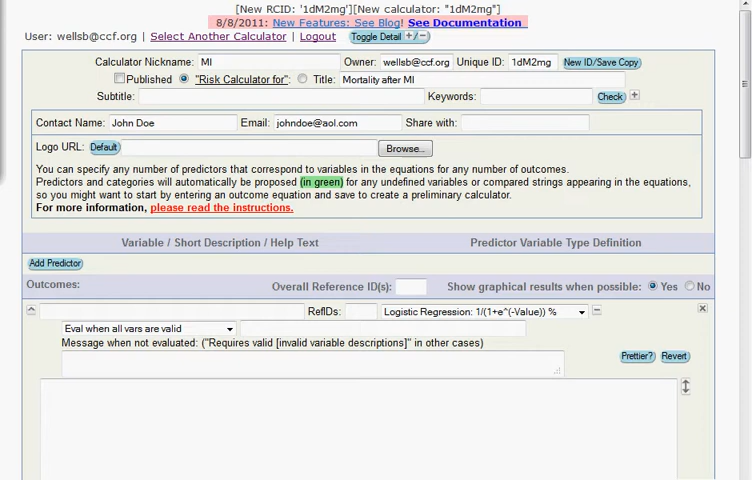 [New RCID: '1dM2mg'][New calculator: "1dM2mg"]
8/8/2011: New Features: See Blog! See Documentation
User: wellsb@ccf.org | Select Another Calculator | Logout Toggle Detail +/-
Calculator Nickname: MI Owner: wellsb@ccf.org Unique ID: 1dM2mg New ID/Save Copy
Published "Risk Calculator for": Title: Mortality after MI
Subtitle: Keywords: Check +
Contact Name: John Doe Email: johndoe@aol.com Share with:
Logo URL: Default Browse...
You can specify any number of predictors that correspond to variables in the equations for any number of outcomes.
Predictors and categories will automatically be proposed (in green) for any undefined variables or compared strings appearing in the equations,
so you might want to start by entering an outcome equation and save to create a preliminary calculator.
For more information, please read the instructions.
Variable / Short Description / Help Text Predictor Variable Type Definition
Add Predictor
Outcomes: Overall Reference ID(s): Show graphical results when possible: Yes No
RefIDs: Logistic Regression: 1/(1+e^(-Value)) %
Eval when all vars are valid
Message when not evaluated: ("Requires valid [invalid variable descriptions]" in other cases)
Prettier? Revert